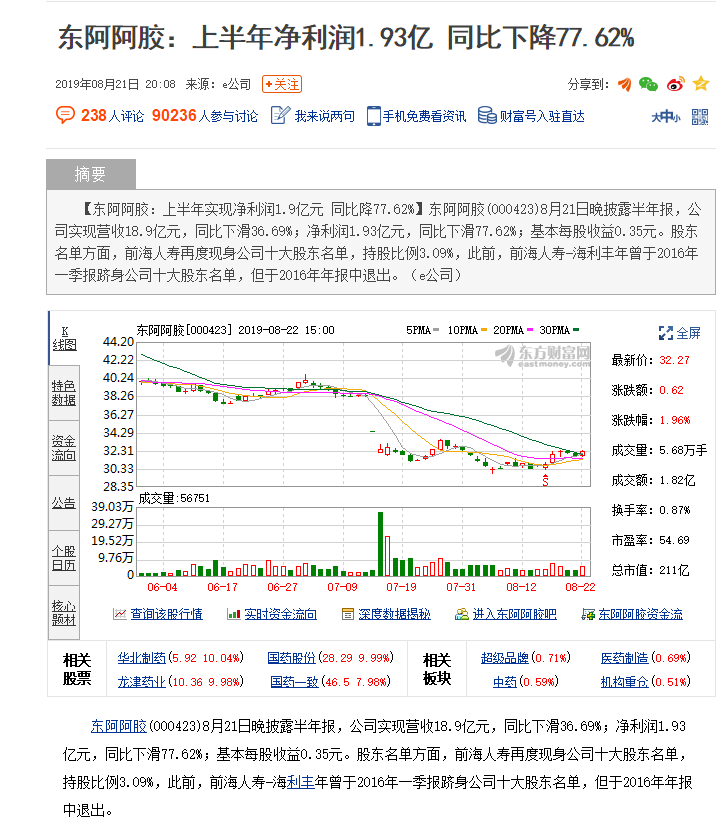 东阿阿胶：上半年净利润1.93亿 同比下降77.62%
2019年08月21日 20:08 来源：e公司 +关注 分享到：
238人评论 90236人参与讨论 我来说两句 手机免费看资讯 财富号入驻直达 大中小
摘要
【东阿阿胶：上半年实现净利润1.9亿元 同比降77.62%】东阿阿胶(000423)8月21日晚披露半年报，公
司实现营收18.9亿元，同比下滑36.69%；净利润1.93亿元，同比下滑77.62%；基本每股收益0.35元。股东
名单方面，前海人寿再度现身公司十大股东名单，持股比例3.09%，此前，前海人寿-海利丰年曾于2016年
一季报跻身公司十大股东名单，但于2016年年报中退出。（e公司）
K
线图
特色
数据
资金
流向
公告
个股
日历
核心
题材
东阿阿胶[000423] 2019-08-22 15:00 5PMA 10PMA 20PMA 30PMA
44.20
42.22
40.24
38.26
36.27
34.29
32.31
30.33
28.35
东方财富网
eastmoney.com
S
成交量:56751
39.03万
29.27万
19.52万
9.76万
0
06-04 06-17 06-27 07-09 07-19 07-31 08-12 08-22
全屏
最新价：32.27
涨跌额：0.62
涨跌幅：1.96%
成交量：5.68万手
成交额：1.82亿
换手率：0.87%
市盈率：54.69
总市值：211亿
查询该股行情 实时资金流向 深度数据揭秘 进入东阿阿胶吧 东阿阿胶资金流
相关
股票
华北制药(5.92 10.04%) 国药股份(28.29 9.99%)
龙津药业(10.36 9.98%) 国药一致(46.5 7.98%)
相关
板块
超级品牌(0.71%) 医药制造(0.69%)
中药(0.59%) 机构重仓(0.51%)
东阿阿胶(000423)8月21日晚披露半年报，公司实现营收18.9亿元，同比下滑36.69%；净利润1.93
亿元，同比下滑77.62%；基本每股收益0.35元。股东名单方面，前海人寿再度现身公司十大股东名单，
持股比例3.09%，此前，前海人寿-海利丰年曾于2016年一季报跻身公司十大股东名单，但于2016年年报
中退出。